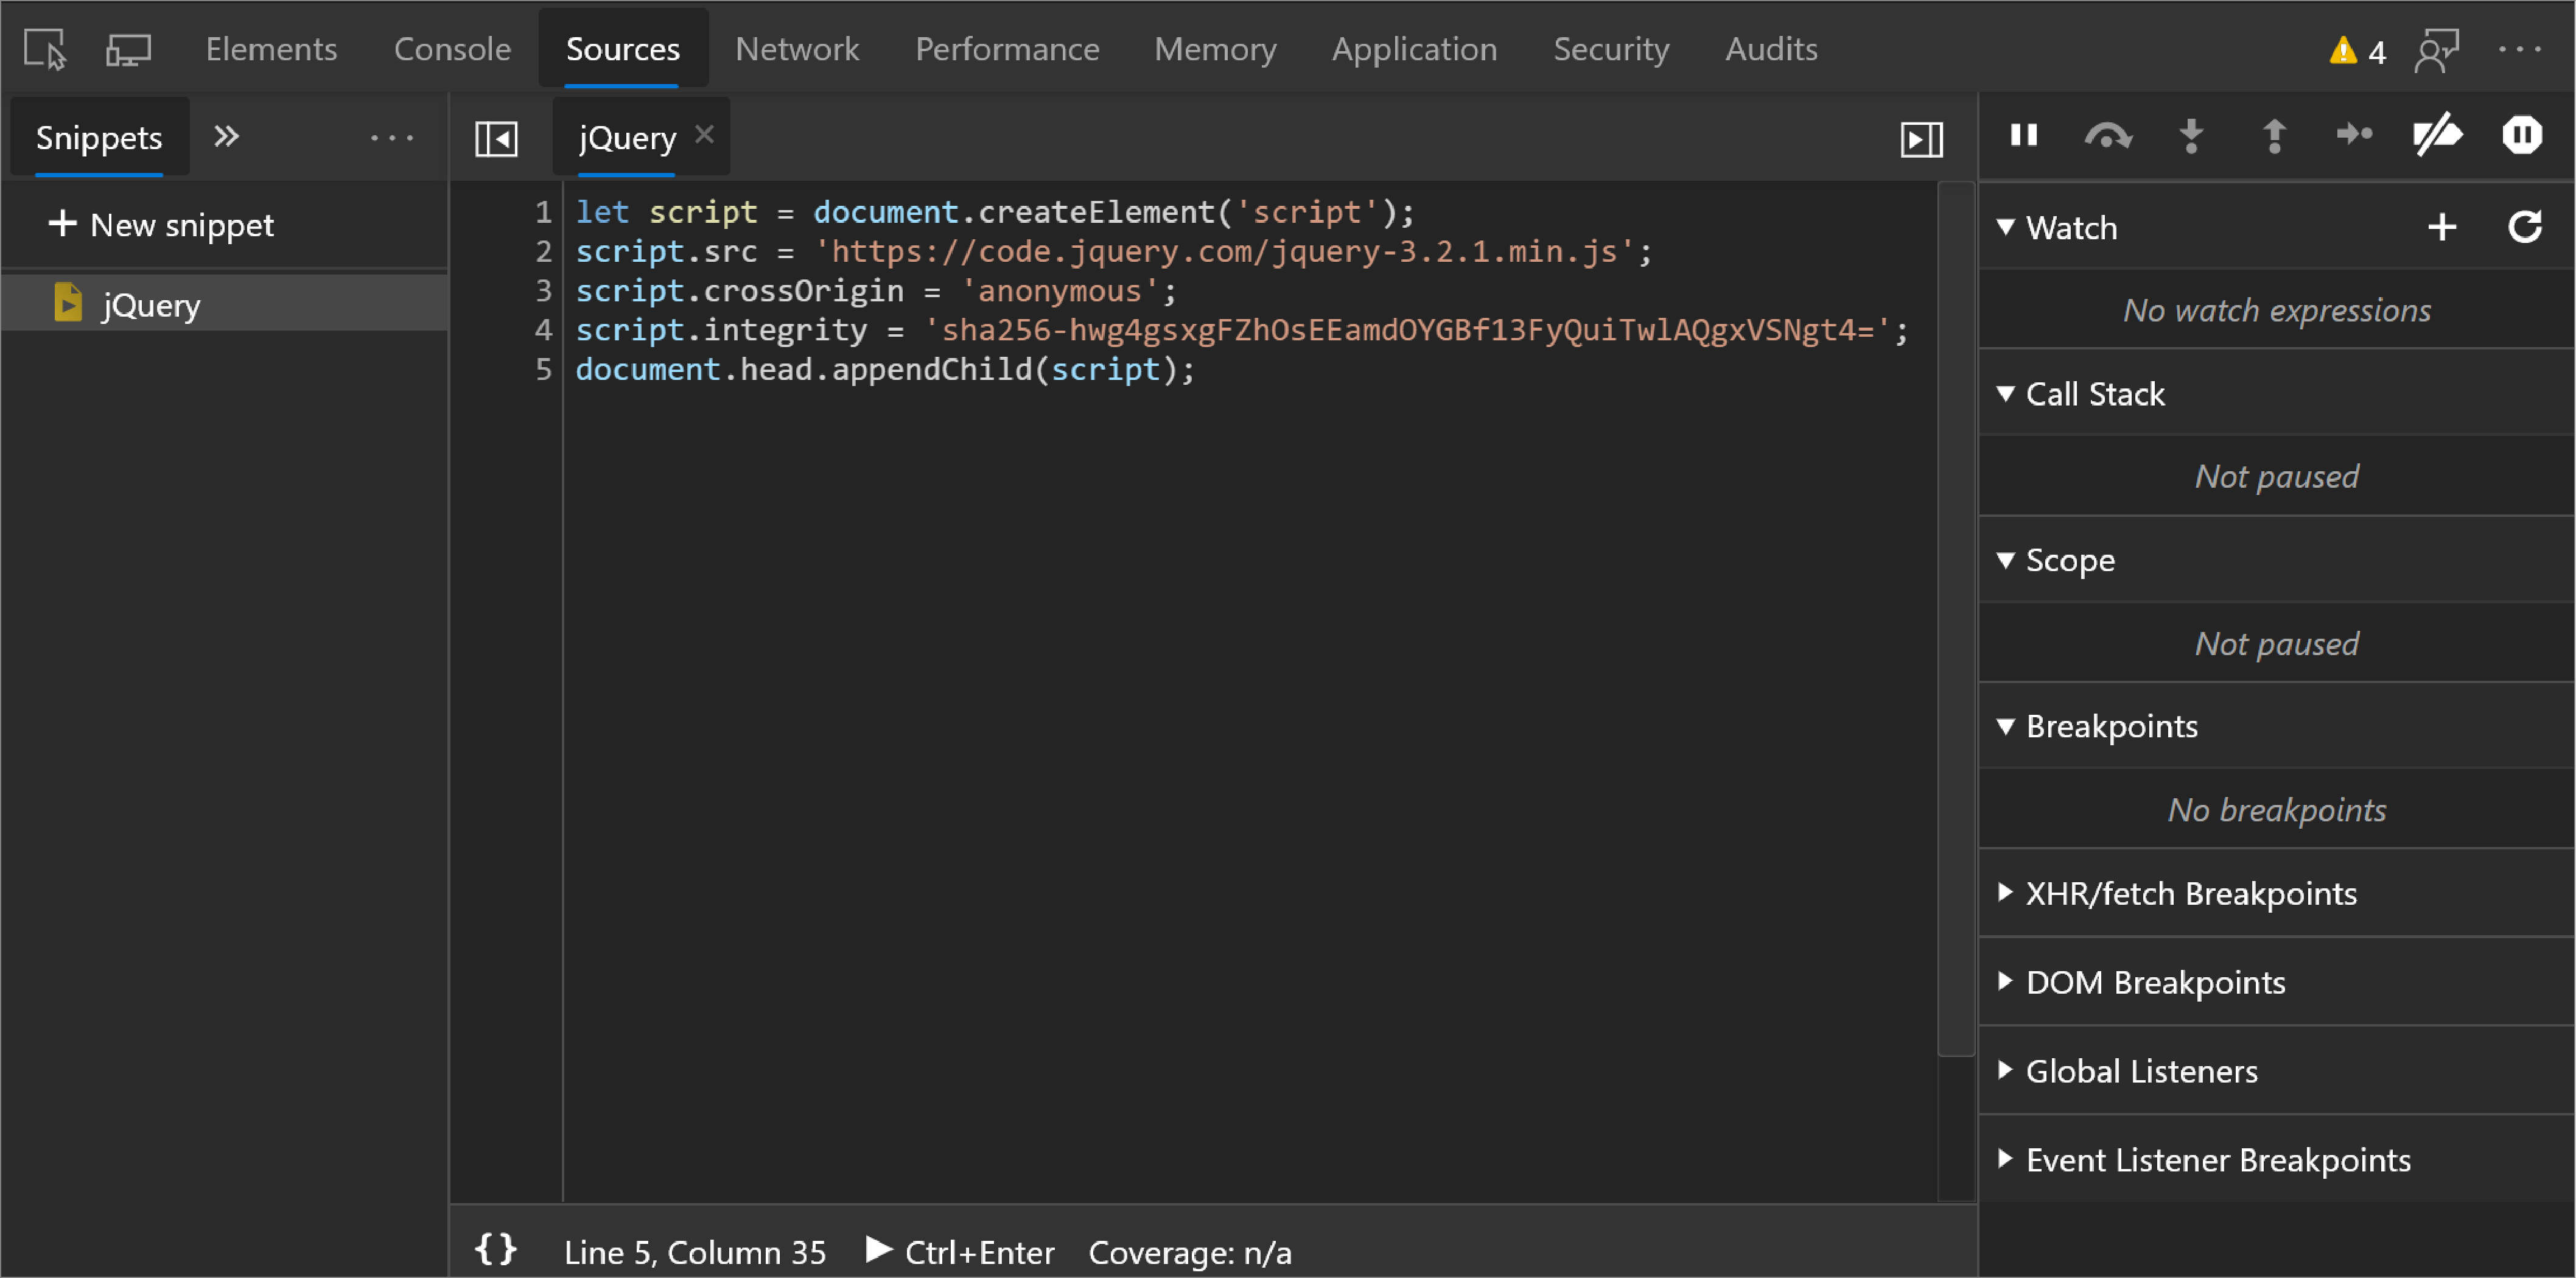 Elements Console Sources Network Performance Memory Application Security Audits 4
Snippets
New snippet
jQuery
jQuery
1 let script = document.createElement('script');
2 script.src = 'https://code.jquery.com/jquery-3.2.1.min.js';
3 script.crossOrigin = 'anonymous';
4 script.integrity = 'sha256-hwg4gsxgFZhOsEEamdOYGBf13FyQuiTwlAQgxVSNgt4=';
5 document.head.appendChild(script);
{} Line 5, Column 35 Ctrl+Enter Coverage: n/a
Watch
No watch expressions
Call Stack
Not paused
Scope
Not paused
Breakpoints
No breakpoints
XHR/fetch Breakpoints
DOM Breakpoints
Global Listeners
Event Listener Breakpoints